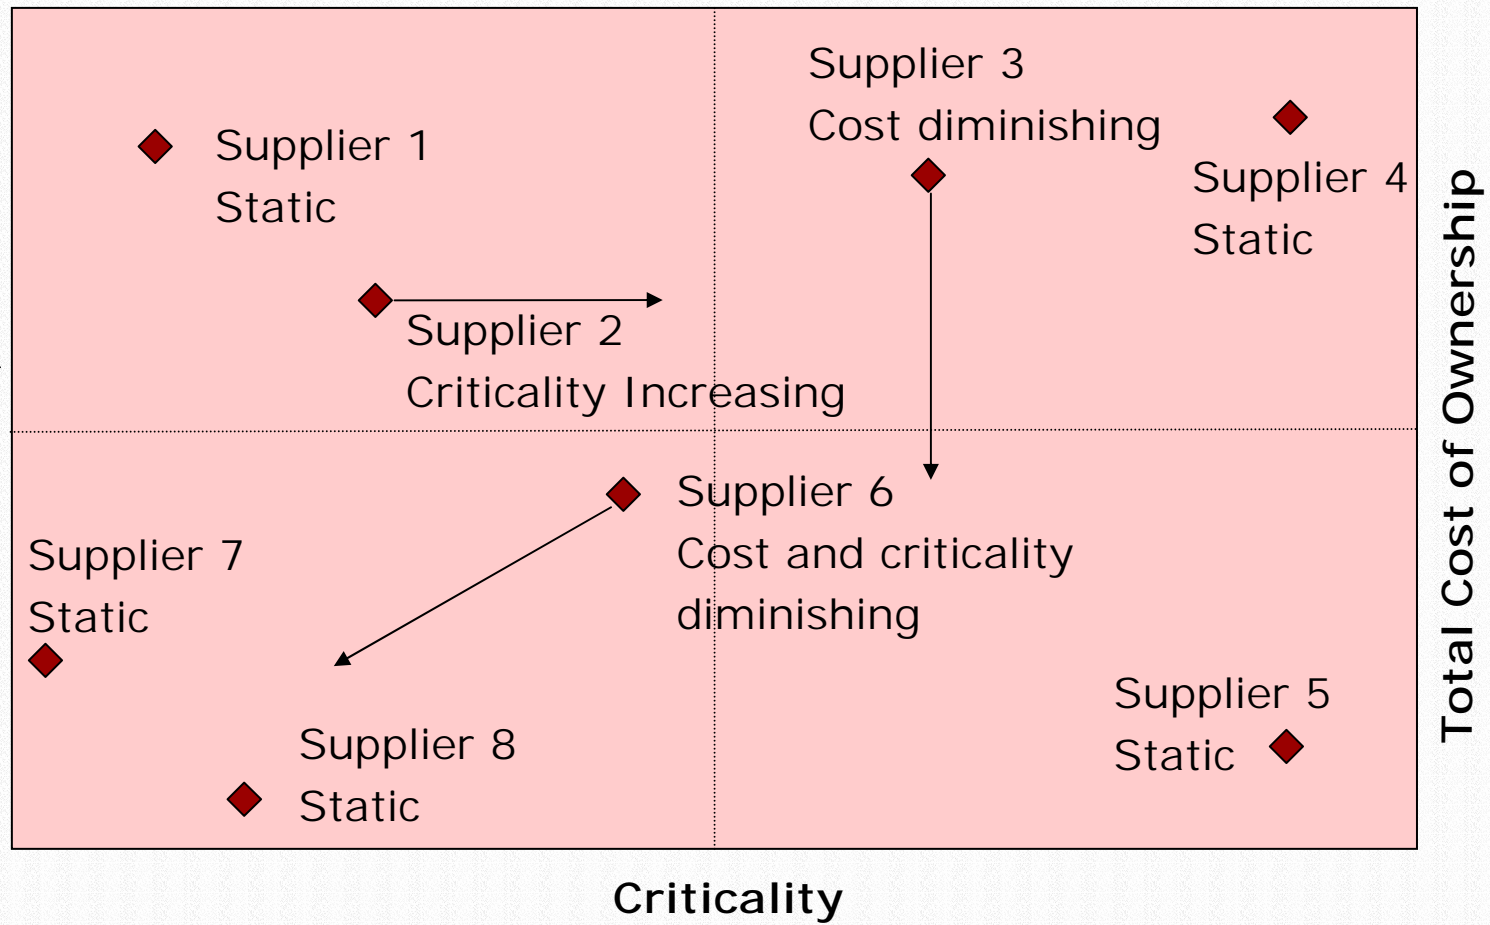 Supplier 1
Static
Supplier 2
Criticality Increasing
Supplier 3
Cost diminishing
Supplier 4
Static
Supplier 6
Cost and criticality
diminishing
Supplier 7
Static
Supplier 8
Static
Supplier 5
Static
Total Cost of Ownership
Criticality